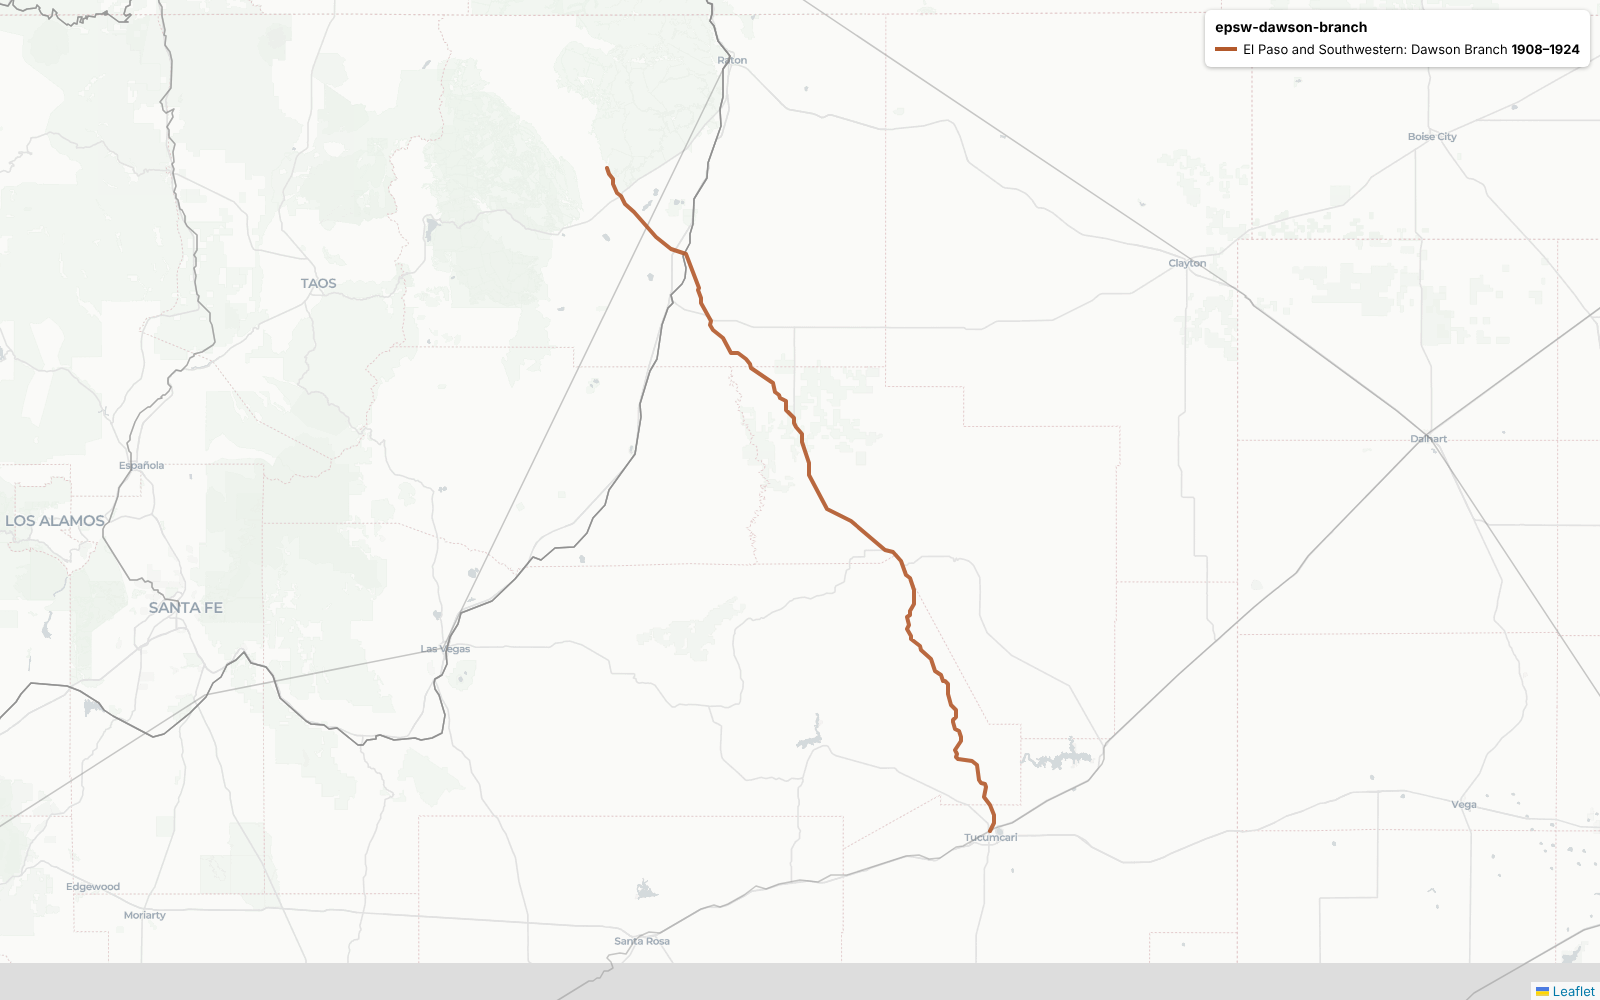 epsw-dawson-branch
El Paso and Southwestern: Dawson Branch 1908–1924
Raton
Boise City
Clayton
TAOS
Dalhart
Española
LOS ALAMOS
SANTA FE
Las Vegas
Vega
Tucumcari
Edgewood
Moriarty
Santa Rosa
Leaflet